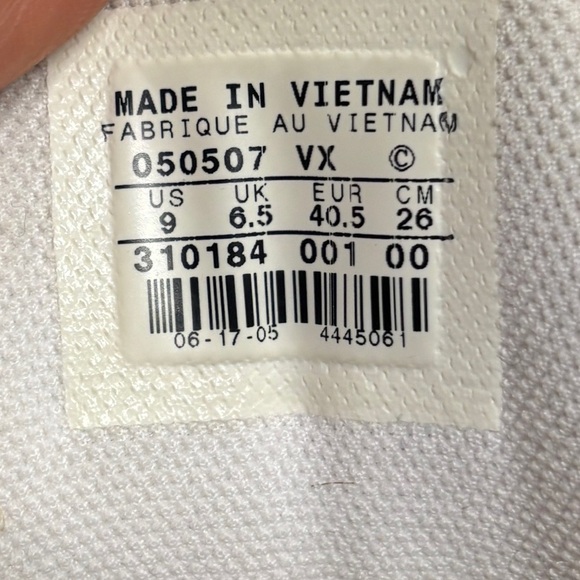 MADE IN VIETNAM
FABRIQUE AU VIETNAM
050507 VX ©
US UK EUR CM
9 6.5 40.5 26
310184 001 00
06-17-05 4445061